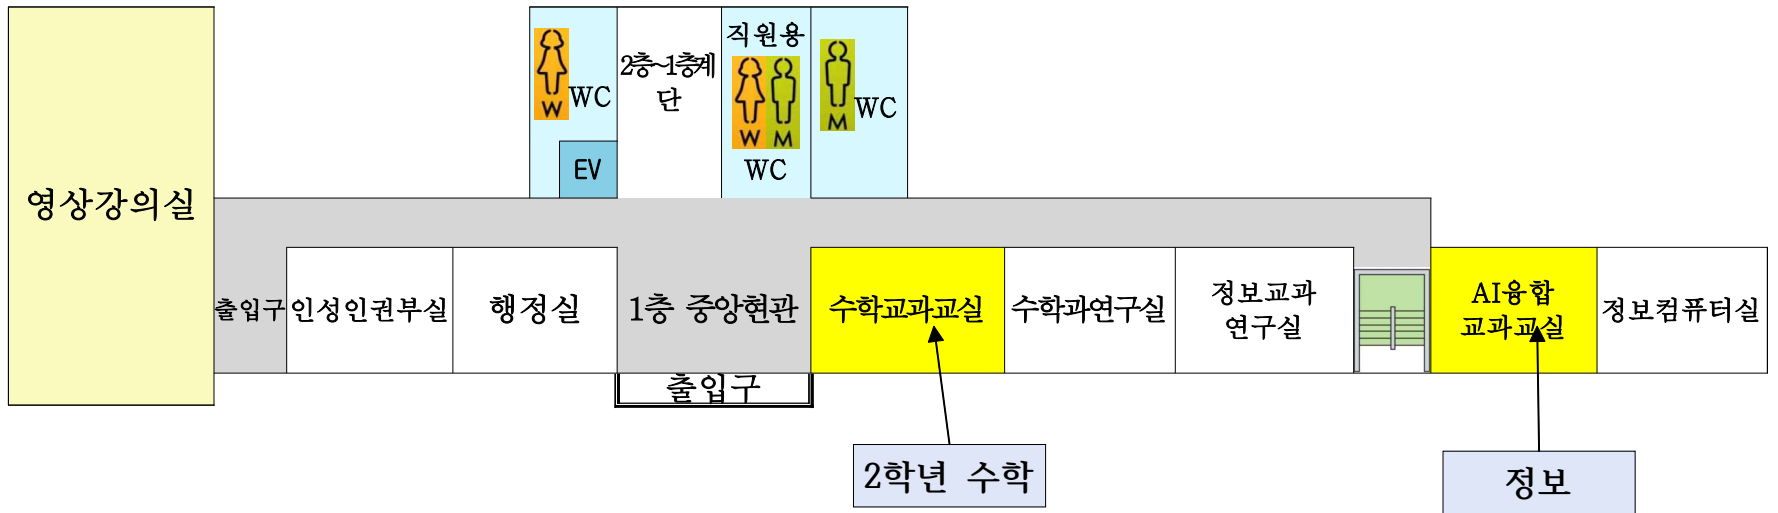 직원용
2층~1층계
단
W
WC
W M
WC
M
WC
EV
영상강의실
출입구
인성인권부실
행정실
1층 중앙현관
수학교과교실
수학과연구실
정보교과
연구실
AI융합
교과교실
정보컴퓨터실
출입구
2학년 수학
정보